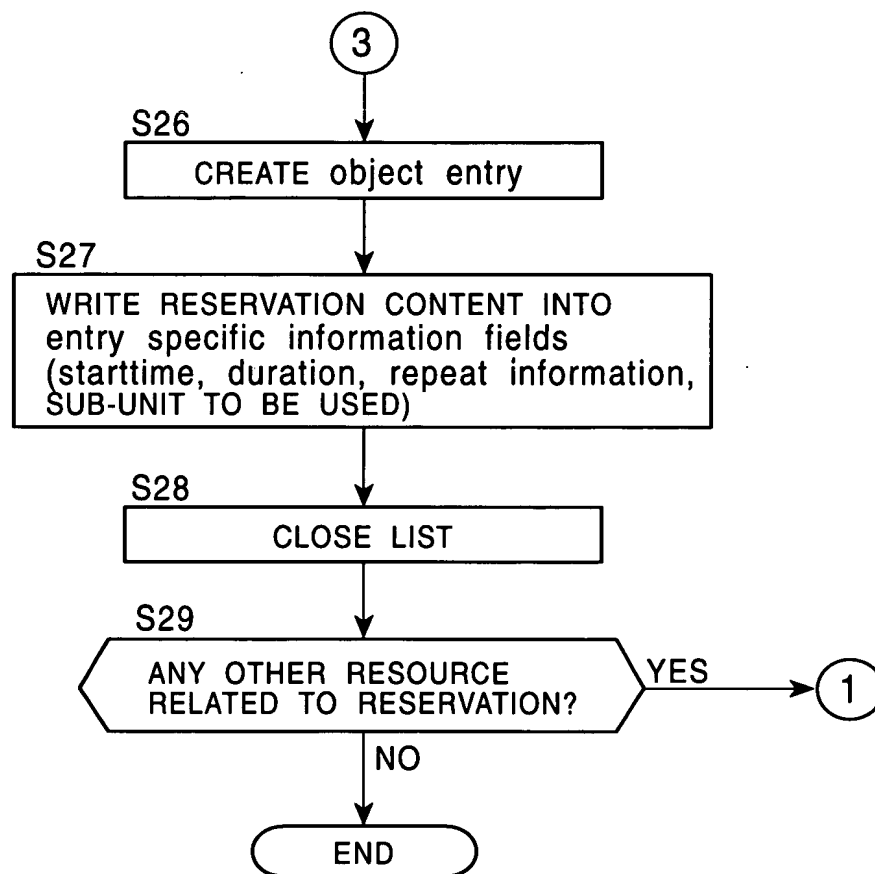 3
S26
CREATE object entry
S27
WRITE RESERVATION CONTENT INTO
entry specific information fields
(starttime, duration, repeat information,
SUB-UNIT TO BE USED)
S28
CLOSE LIST
S29
ANY OTHER RESOURCE
RELATED TO RESERVATION?
YES
1
NO
END